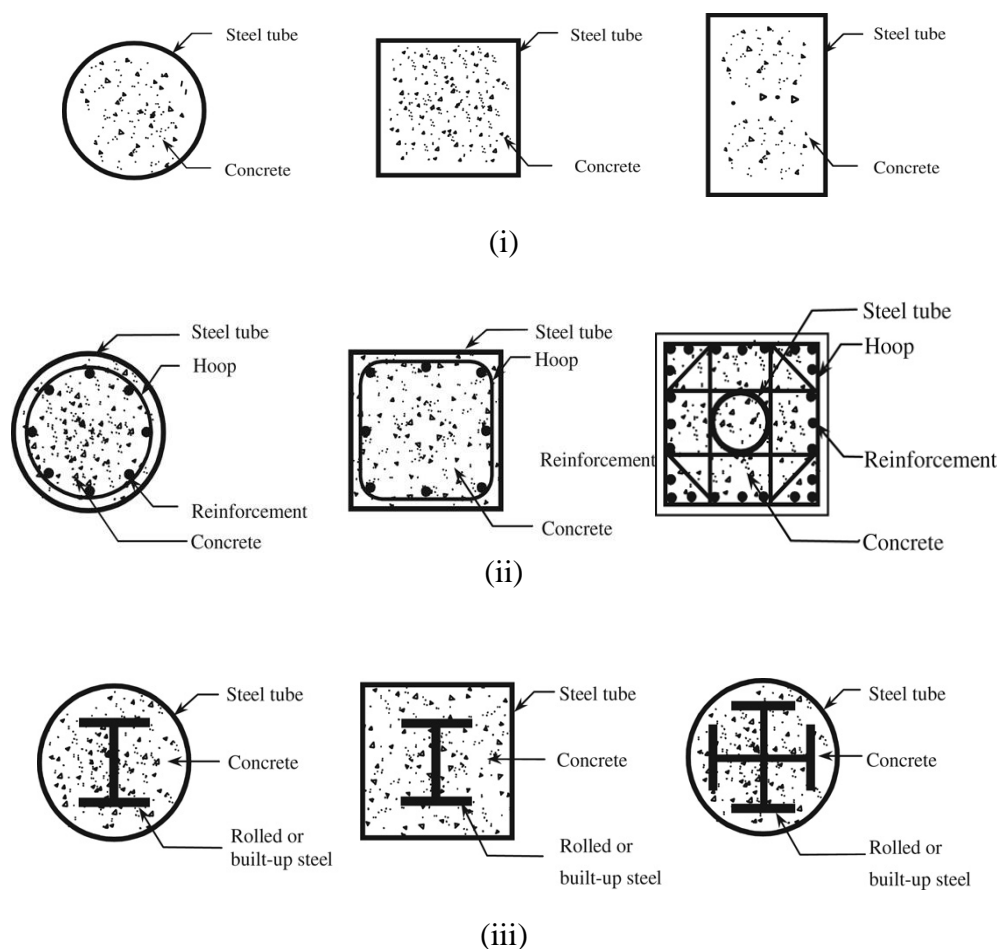 Steel tube
Concrete
Steel tube
Concrete
Steel tube
Concrete
(i)
Steel tube
Hoop
Reinforcement
Concrete
Steel tube
Hoop
Reinforcement
Concrete
Steel tube
Hoop
Reinforcement
Concrete
(ii)
Steel tube
Concrete
Rolled or
built-up steel
Steel tube
Concrete
Rolled or
built-up steel
Steel tube
Concrete
Rolled or
built-up steel
(iii)